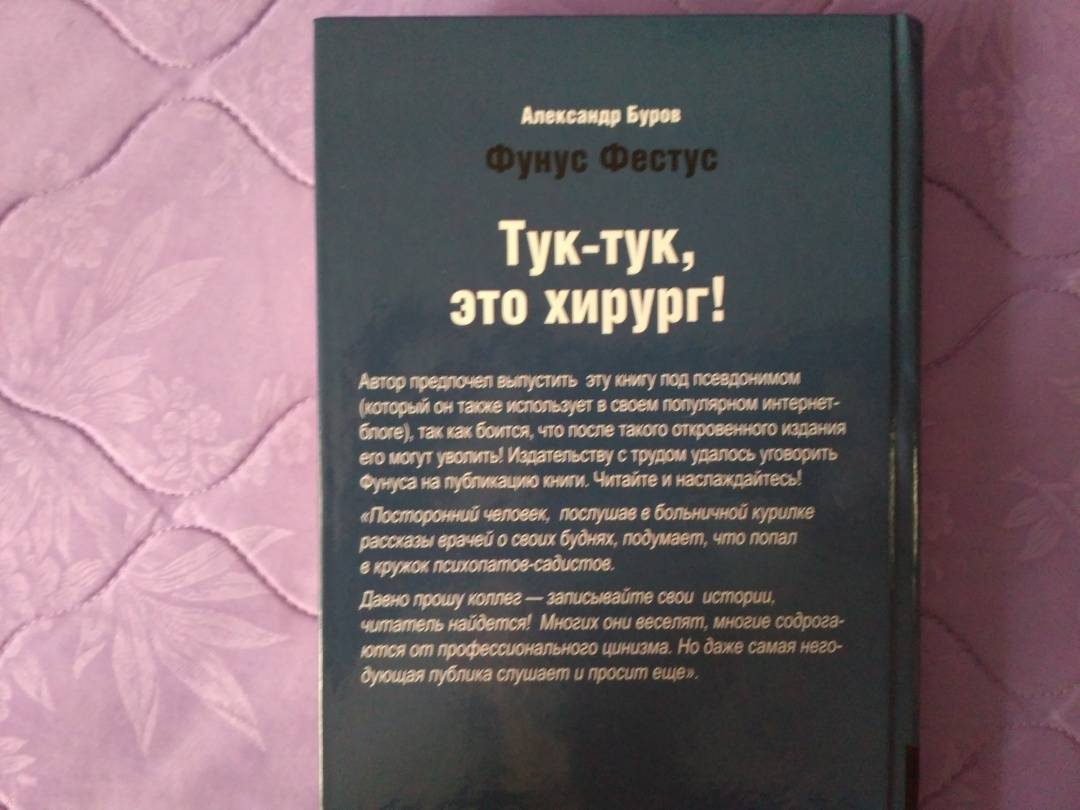 Александр Буров
Фунус Фестус
Тук-тук,
это хирург!
Автор предпочел выпустить эту книгу под псевдонимом
(который он также использует в своем популярном интернет-
блоге), так как боится, что после такого откровенного издания
его могут уволить! Издательству с трудом удалось уговорить
Фунуса на публикацию книги. Читайте и наслаждайтесь!
«Посторонний человек, послушав в больничной курилке
рассказы врачей о своих буднях, подумает, что попал
в кружок психопатов-садистов.
Давно прошу коллег — записывайте свои истории,
читатель найдется! Многих они веселят, многие содрога-
ются от профессионального цинизма. Но даже самая него-
дующая публика слушает и просит еще».